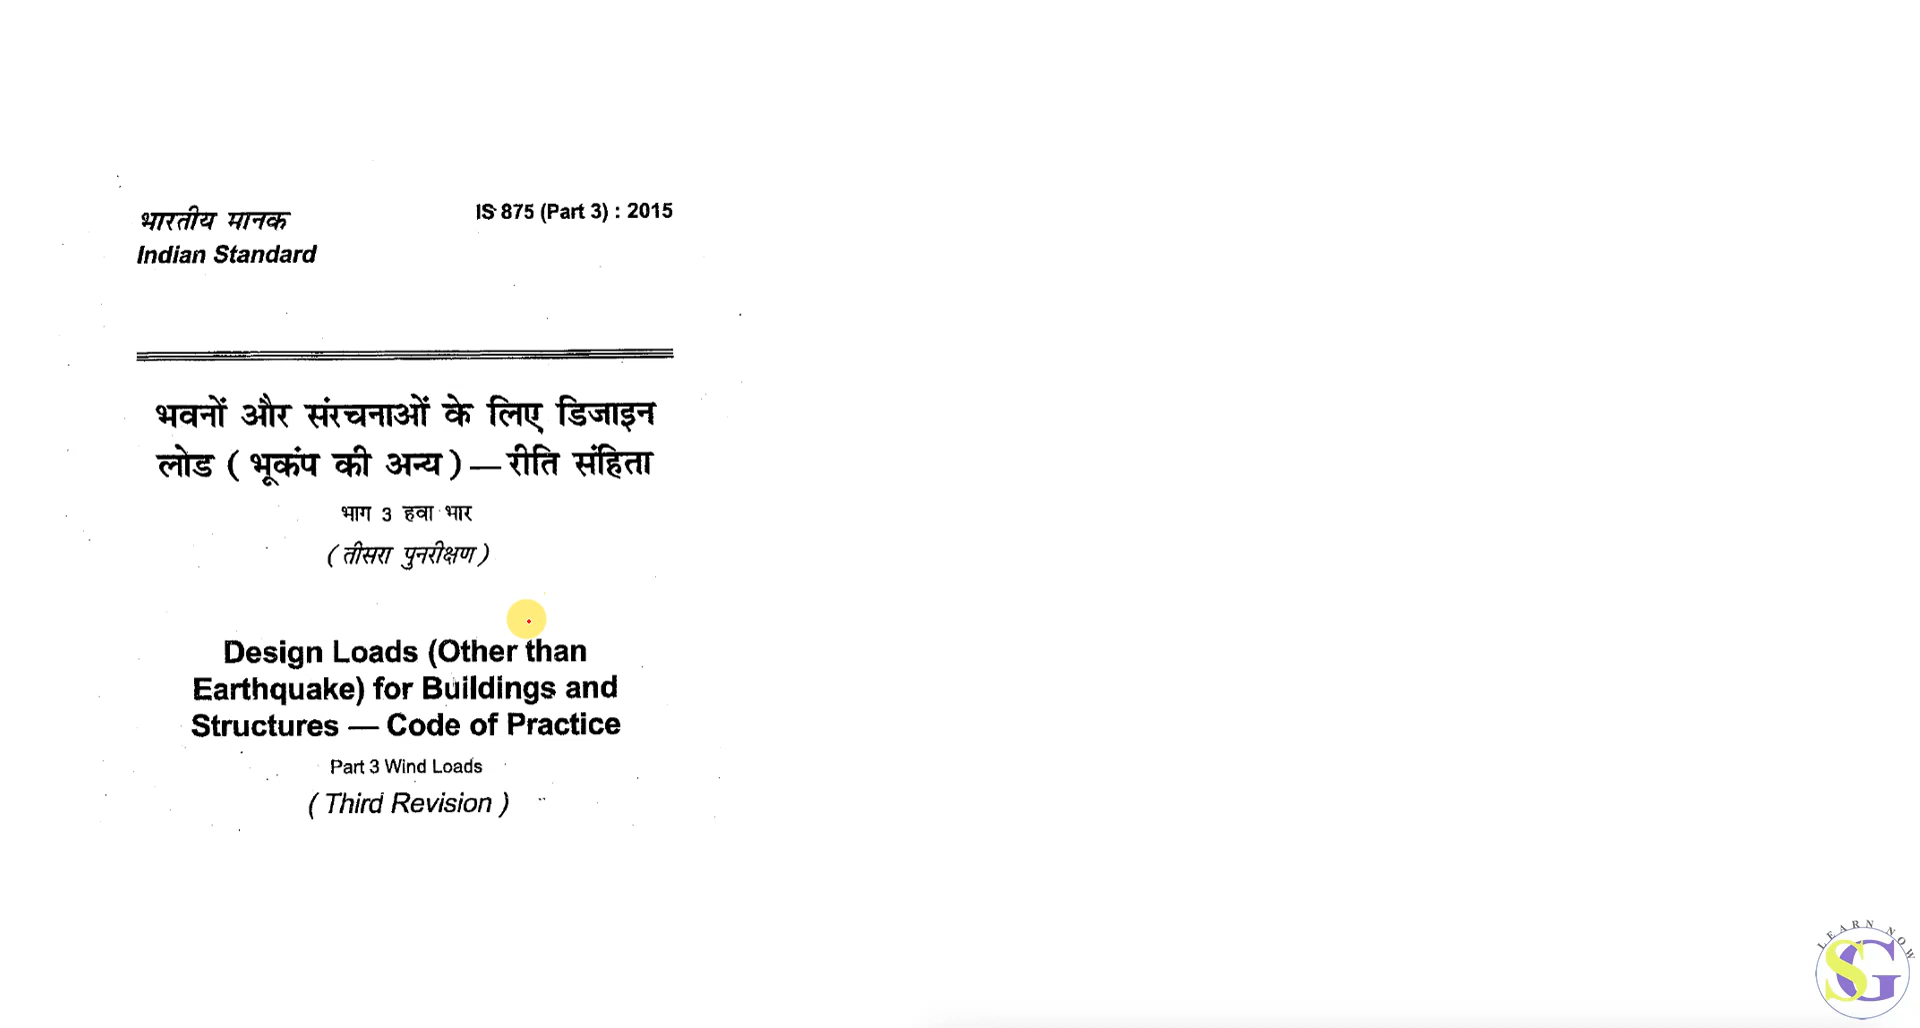 भारतीय मानक
Indian Standard
IS 875 (Part 3) : 2015
भवनों और संरचनाओं के लिए डिजाइन
लोड ( भूकंप की अन्य ) — रीति संहिता
भाग 3 हवा भार
( तीसरा पुनरीक्षण )
Design Loads (Other than
Earthquake) for Buildings and
Structures — Code of Practice
Part 3 Wind Loads
( Third Revision )
LEARN NOW
SG